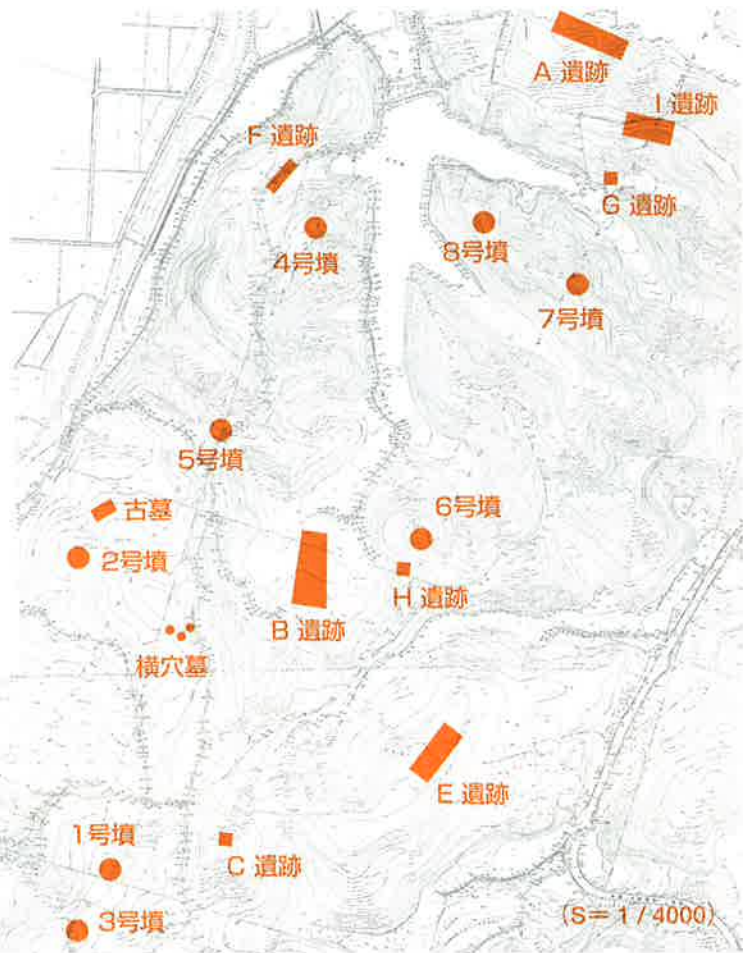 A 遺跡
I 遺跡
F 遺跡
G 遺跡
4号墳
8号墳
7号墳
5号墳
古墓
6号墳
2号墳
H 遺跡
B 遺跡
横穴墓
E 遺跡
1号墳
C 遺跡
3号墳
(S=1/4000)